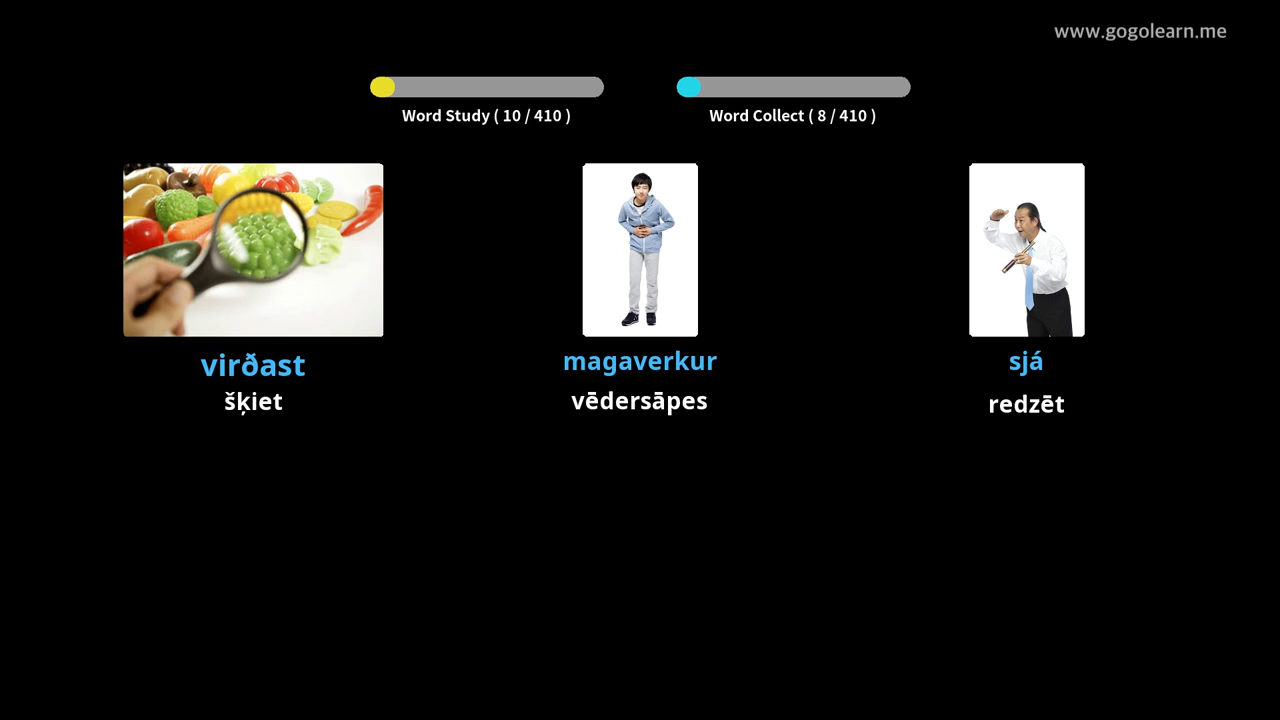 www.gogolearn.me
Word Study ( 10 / 410 )
Word Collect ( 8 / 410 )
virðast
šķiet
magaverkur
vēdersāpes
sjá
redzēt